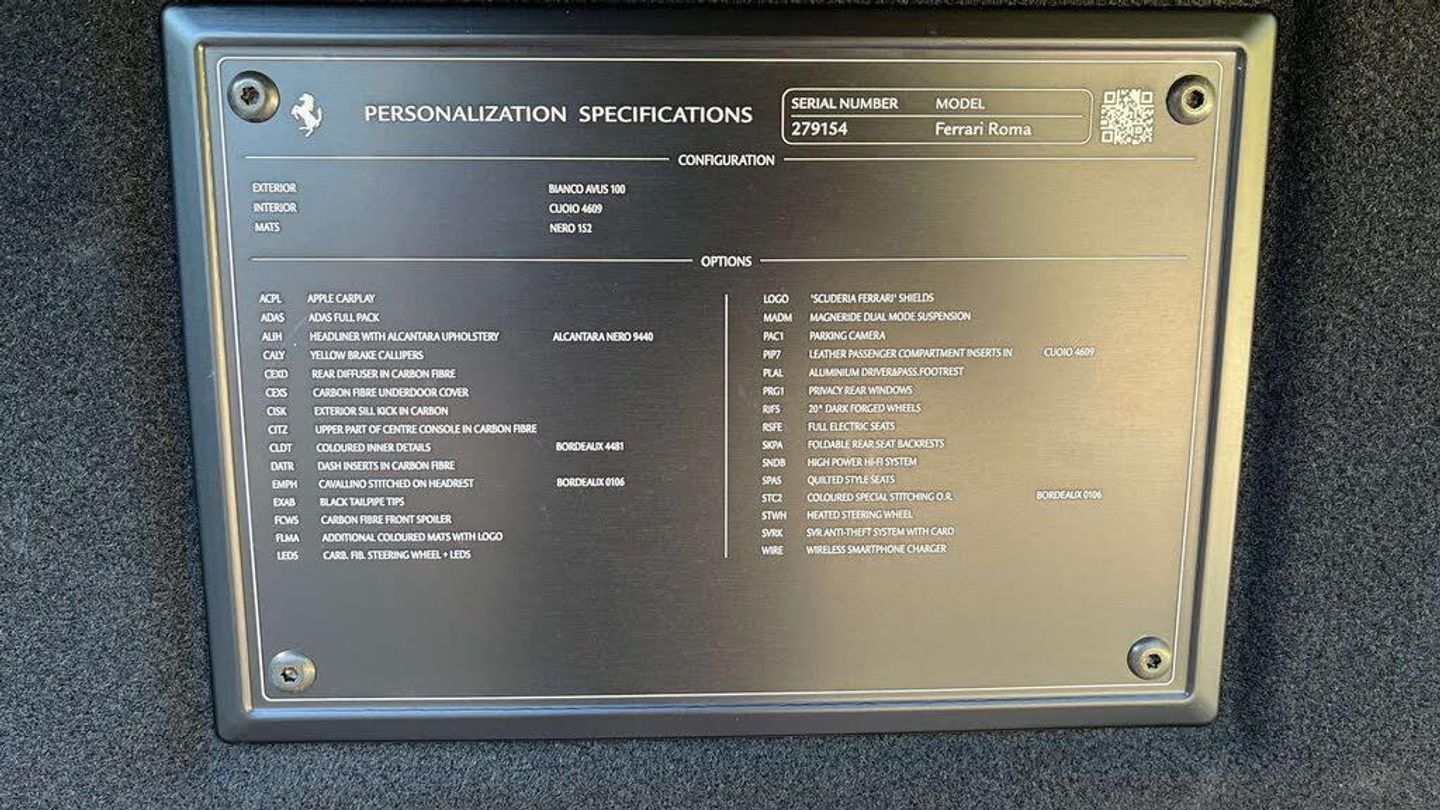 PERSONALIZATION SPECIFICATIONS
SERIAL NUMBER MODEL
279154 Ferrari Roma
CONFIGURATION
EXTERIOR BIANCO AVUS 100
INTERIOR CUOIO 4609
MATS NERO 152
OPTIONS
ACPL APPLE CARPLAY
ADAS ADAS FULL PACK
ALIH HEADLINER WITH ALCANTARA UPHOLSTERY ALCANTARA NERO 9440
CALY YELLOW BRAKE CALLIPERS
CEXD REAR DIFFUSER IN CARBON FIBRE
CEXS CARBON FIBRE UNDERDOOR COVER
CISK EXTERIOR SILL KICK IN CARBON
CITZ UPPER PART OF CENTRE CONSOLE IN CARBON FIBRE
CLDT COLOURED INNER DETAILS BORDEAUX 4481
DATR DASH INSERTS IN CARBON FIBRE
EMPH CAVALLINO STITCHED ON HEADREST BORDEAUX 0106
EXAB BLACK TAILPIPE TIPS
FCWS CARBON FIBRE FRONT SPOILER
FLMA ADDITIONAL COLOURED MATS WITH LOGO
LEDS CARB. FIB. STEERING WHEEL + LEDS
LOGO "SCUDERIA FERRARI" SHIELDS
MADM MAGNERIDE DUAL MODE SUSPENSION
PAC1 PARKING CAMERA
PIP7 LEATHER PASSENGER COMPARTMENT INSERTS IN CUOIO 4609
PLAL ALUMINIUM DRIVER&PASS.FOOTREST
PRG1 PRIVACY REAR WINDOWS
RIF5 20" DARK FORGED WHEELS
RSFE FULL ELECTRIC SEATS
SKPA FOLDABLE REAR SEAT BACKRESTS
SNDB HIGH POWER HI-FI SYSTEM
SPAS QUILTED STYLE SEATS
STC2 COLOURED SPECIAL STITCHING O.R. BORDEAUX 0106
STWH HEATED STEERING WHEEL
SVRK SVR ANTI-THEFT SYSTEM WITH CARD
WIRE WIRELESS SMARTPHONE CHARGER